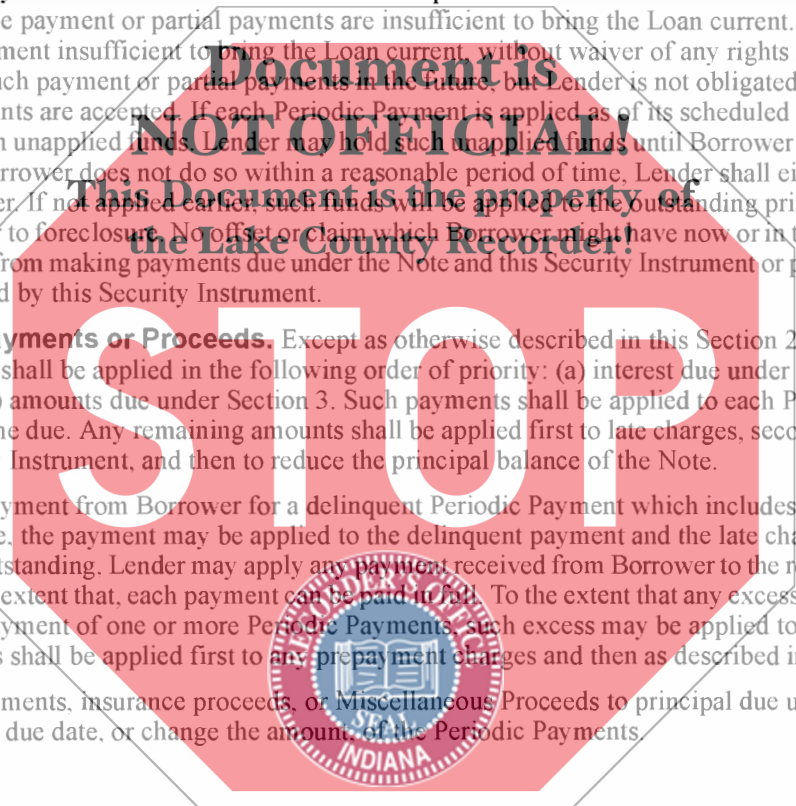 e payment or partial payments are insufficient to bring the Loan current.
ment insufficient to bring the Loan current, without waiver of any rights
uch payment or partial payments in the future, but Lender is not obligated
nts are accepted. If each Periodic Payment is applied as of its scheduled
n unapplied funds. Lender may hold such unapplied funds until Borrower
rrower does not do so within a reasonable period of time, Lender shall ei
er. If not applied earlier, such funds will be applied to the outstanding pri
to foreclosure. No offset or claim which Borrower might have now or in t
rom making payments due under the Note and this Security Instrument or p
d by this Security Instrument.
Document is
NOT OFFICIAL!
This Document is the property of
the Lake County Recorder!
STOP
yments or Proceeds. Except as otherwise described in this Section 2
shall be applied in the following order of priority: (a) interest due under
amounts due under Section 3. Such payments shall be applied to each P
ne due. Any remaining amounts shall be applied first to late charges, seco
Instrument, and then to reduce the principal balance of the Note.
yment from Borrower for a delinquent Periodic Payment which includes
e, the payment may be applied to the delinquent payment and the late cha
tstanding. Lender may apply any payment received from Borrower to the r
extent that, each payment can be paid in full. To the extent that any excess
yment of one or more Periodic Payments, such excess may be applied to
s shall be applied first to any prepayment charges and then as described i
ments, insurance proceeds, or Miscellaneous Proceeds to principal due u
due date, or change the amount, of the Periodic Payments.
RECORDER'S OFFICE
SEAL
INDIANA